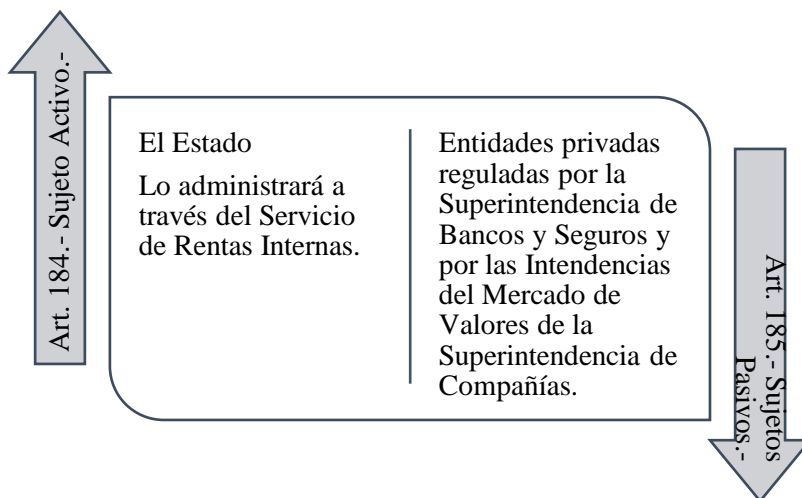 Art. 184.- Sujeto Activo.-
El Estado
Lo administrará a
través del Servicio
de Rentas Internas.
Entidades privadas
reguladas por la
Superintendencia de
Bancos y Seguros y
por las Intendencias
del Mercado de
Valores de la
Superintendencia de
Compañías.
Art. 185.- Sujetos
Pasivos.-